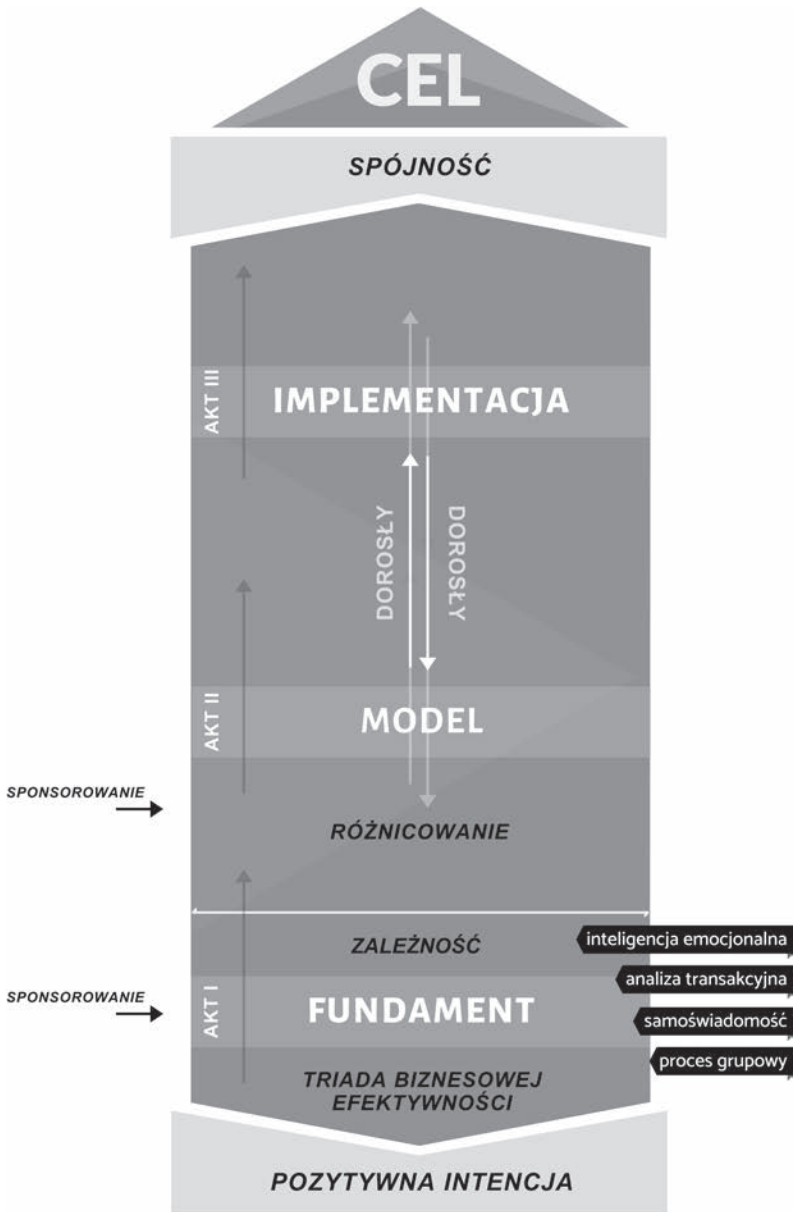 CEL
SPÓJNOŚĆ
AKT III
IMPLEMENTACJA
DOROSŁY
DOROSŁY
AKT II
MODEL
SPONSOROWANIE
RÓŻNICOWANIE
ZALEŻNOŚĆ
inteligencja emocjonalna
analiza transakcyjna
SPONSOROWANIE
AKT I
FUNDAMENT
samoświadomość
proces grupowy
TRIADA BIZNESOWEJ
EFEKTYWNOŚCI
POZYTYWNA INTENCJA